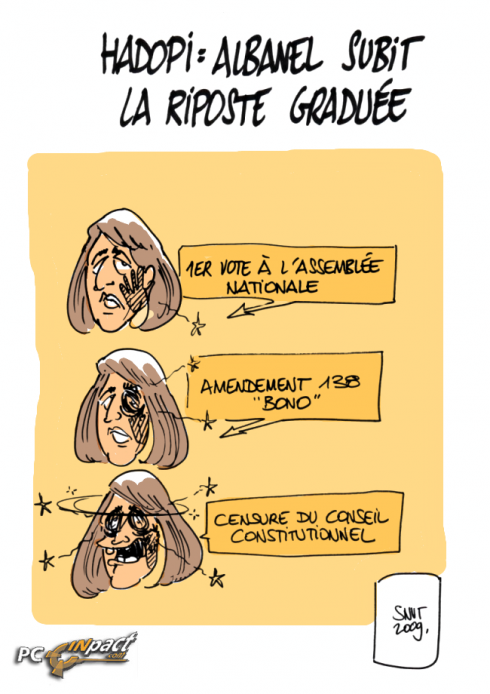 HADOPI : ALBANEL SUBIT
LA RIPOSTE GRADUÉE
1ER VOTE À L'ASSEMBLÉE
NATIONALE
AMENDEMENT 138
"BONO"
CENSURE DU CONSEIL
CONSTITUTIONNEL
2009.
PC INpact
.com